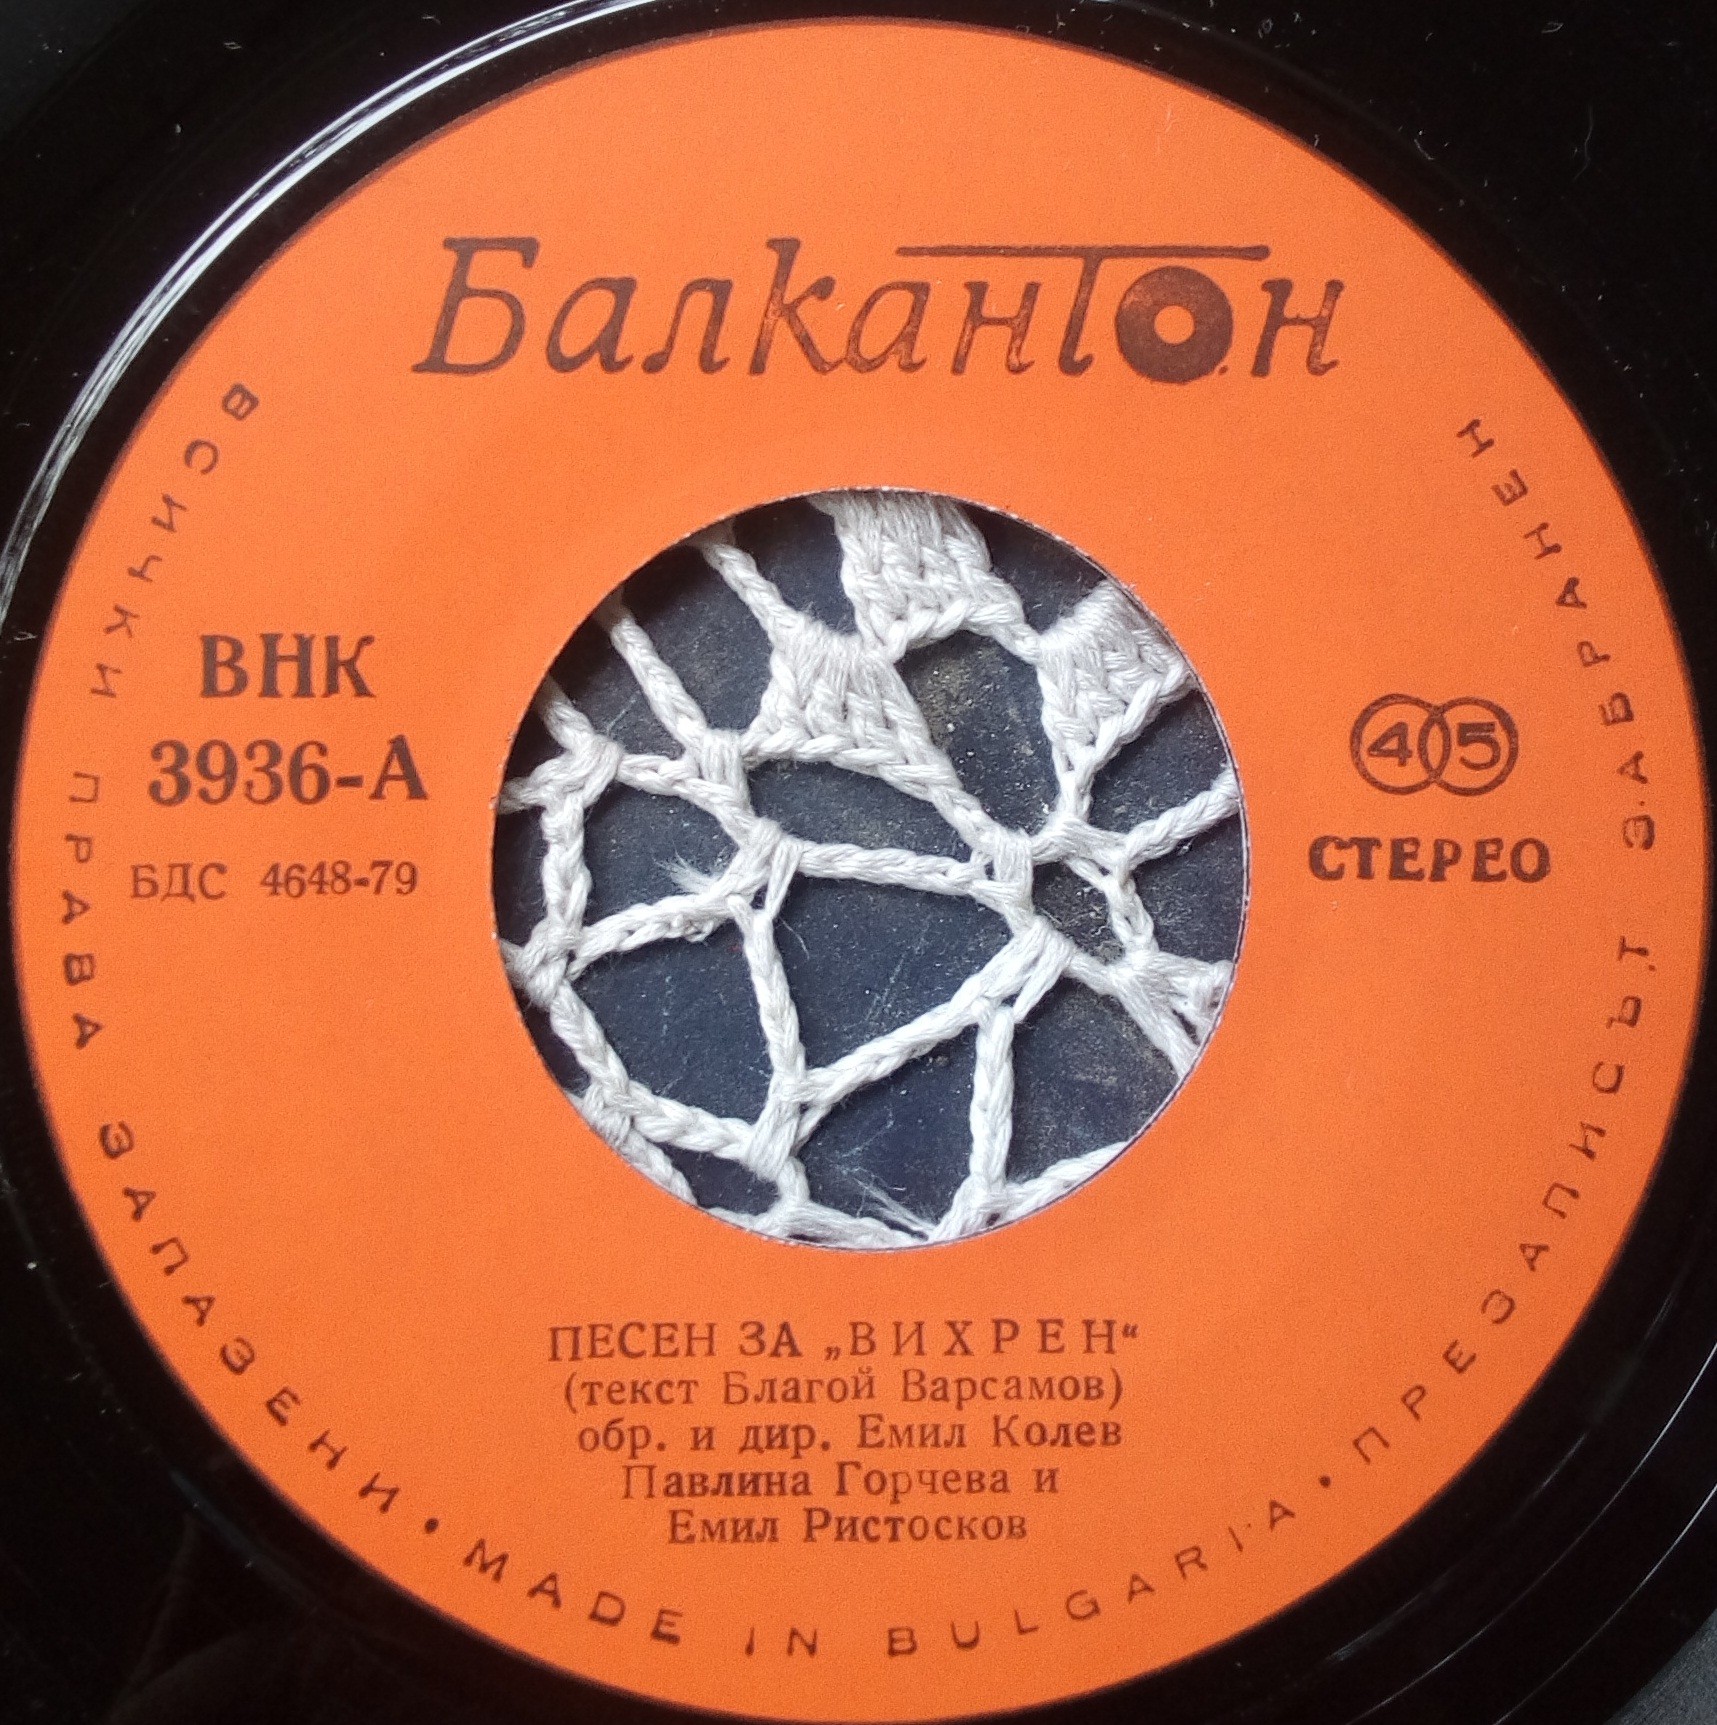 Балкантон
ВНК
3936-А
БДС 4648-79
45
СТЕРЕО
ПЕСЕН ЗА „ВИХРЕН“
(текст Благой Варсамов)
обр. и дир. Емил Колев
Павлина Горчева и
Емил Ристосков
ВСИЧКИ ПРАВА ЗАПАЗЕНИ • MADE IN BULGARIA • ПРЕЗАПИСЪТ ЗАБРАНЕН